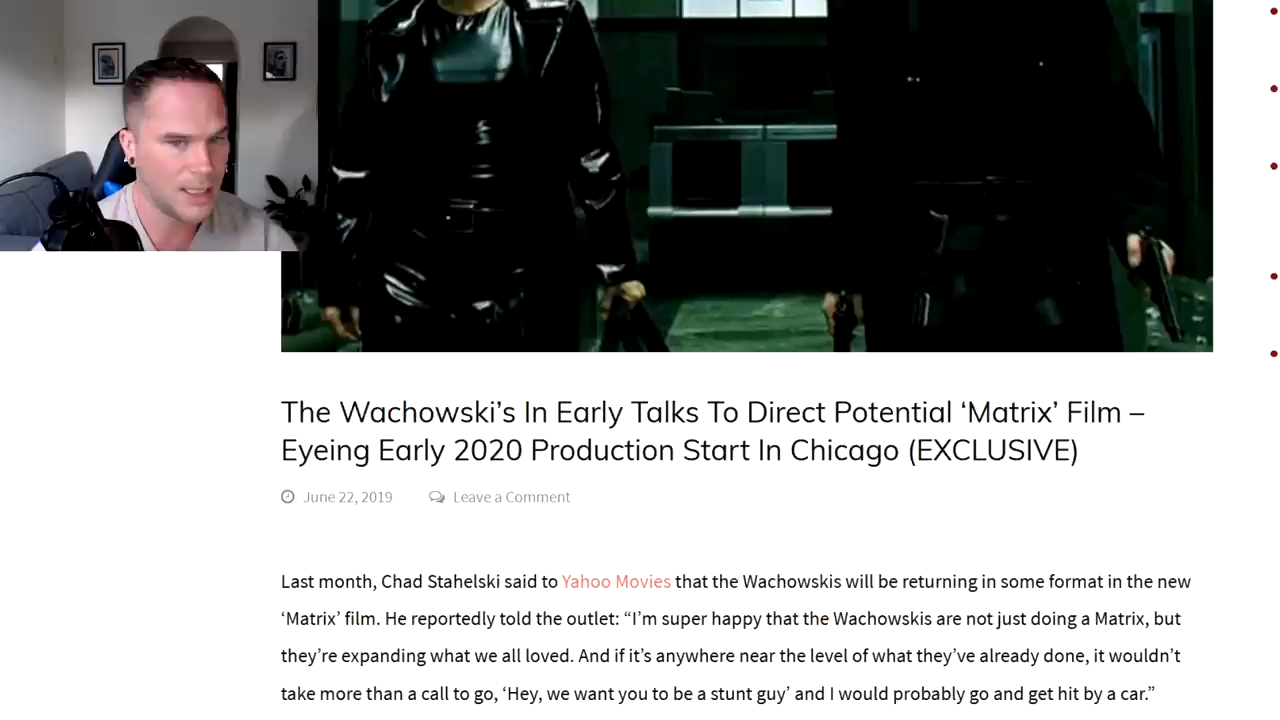 The Wachowski’s In Early Talks To Direct Potential ‘Matrix’ Film –
Eyeing Early 2020 Production Start In Chicago (EXCLUSIVE)
June 22, 2019 Leave a Comment
Last month, Chad Stahelski said to Yahoo Movies that the Wachowskis will be returning in some format in the new
‘Matrix’ film. He reportedly told the outlet: “I’m super happy that the Wachowskis are not just doing a Matrix, but
they’re expanding what we all loved. And if it’s anywhere near the level of what they’ve already done, it wouldn’t
take more than a call to go, ‘Hey, we want you to be a stunt guy’ and I would probably go and get hit by a car.”